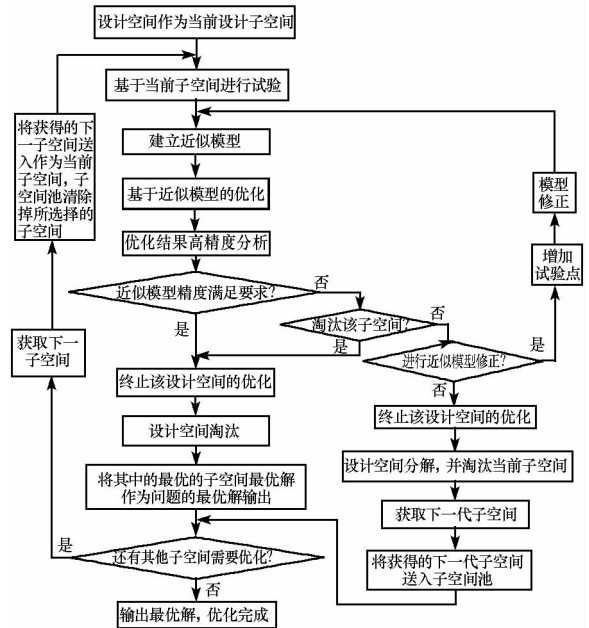 设计空间作为当前设计子空间
基于当前子空间进行试验
将获得的下
一子空间送
入作为当前
子空间，子
空间池清除
掉所选择的
子空间
建立近似模型
基于近似模型的优化
优化结果高精度分析
模型
修正
增加
试验点
近似模型精度满足要求?
否
是
淘汰该子空间?
否
是
进行近似模型修正?
是
否
获取下一
子空间
终止该设计空间的优化
设计空间淘汰
将其中的最优的子空间最优解
作为问题的最优解输出
终止该设计空间的优化
设计空间分解，并淘汰当前子空间
获取下一代子空间
将获得的下一代子空间
送入子空间池
是
还有其他子空间需要优化?
否
输出最优解，优化完成